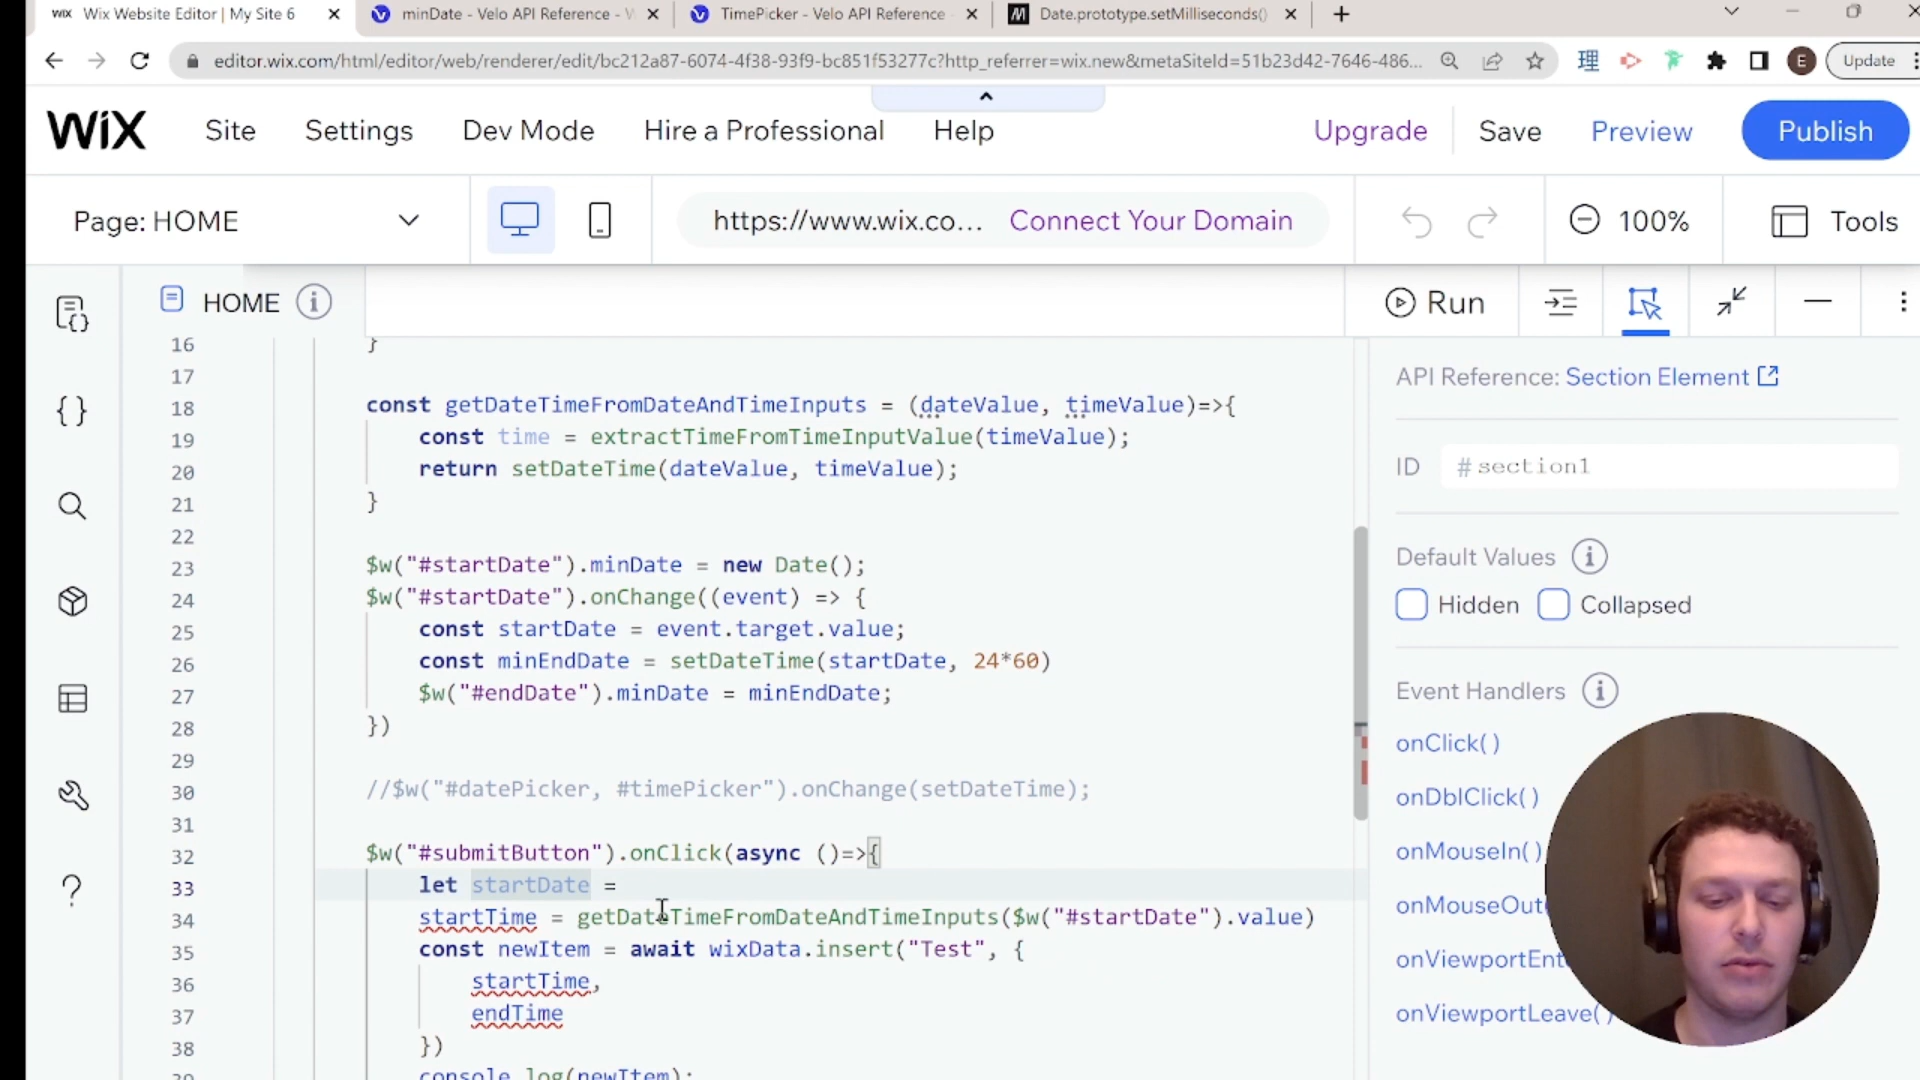 WiX Wix Website Editor | My Site 6
minDate - Velo API Reference - V
TimePicker - Velo API Reference -
Date.prototype.setMilliseconds()
editor.wix.com/html/editor/web/renderer/edit/bc212a87-6074-4f38-93f9-bc851f53277c?http_referrer=wix.new&metaSiteId=51b23d42-7646-486...
理
E
Update
WiX
Site
Settings
Dev Mode
Hire a Professional
Help
Upgrade
Save
Preview
Publish
Page: HOME
https://www.wix.co...
Connect Your Domain
100%
Tools
HOME
Run
16 }
17
18 const getDateTimeFromDateAndTimeInputs = (dateValue, timeValue)=>{
19 const time = extractTimeFromTimeInputValue(timeValue);
20 return setDateTime(dateValue, timeValue);
21 }
22
23 $w("#startDate").minDate = new Date();
24 $w("#startDate").onChange((event) => {
25 const startDate = event.target.value;
26 const minEndDate = setDateTime(startDate, 24*60)
27 $w("#endDate").minDate = minEndDate;
28 })
29
30 //$w("#datePicker, #timePicker").onChange(setDateTime);
31
32 $w("#submitButton").onClick(async ()=>{
33 let startDate =
34 startTime = getDateTimeFromDateAndTimeInputs($w("#startDate").value)
35 const newItem = await wixData.insert("Test", {
36 startTime,
37 endTime
38 })
39 console.log(newItem);
API Reference: Section Element
ID # section1
Default Values
Hidden
Collapsed
Event Handlers
onClick( )
onDblClick( )
onMouseIn( )
onMouseOut(
onViewportEnt
onViewportLeave( )